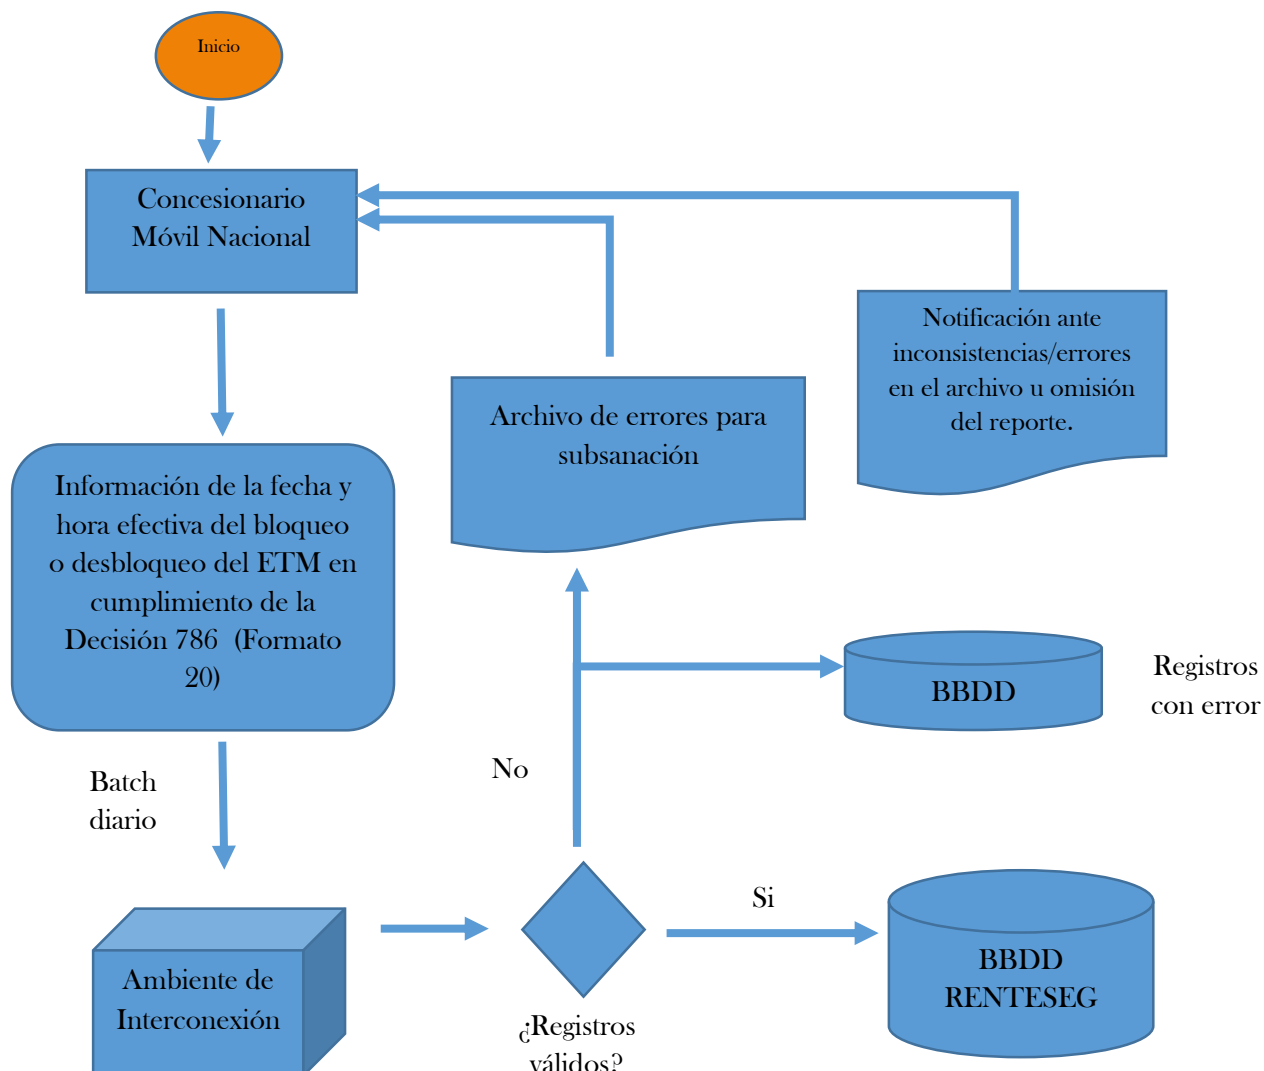 Inicio
Concesionario
Móvil Nacional
Notificación ante
inconsistencias/errores
en el archivo u omisión
del reporte.
Archivo de errores para
subsanación
Información de la fecha y
hora efectiva del bloqueo
o desbloqueo del ETM en
cumplimiento de la
Decisión 786  (Formato
20)
BBDD
Registros
con error
No
Batch
diario
Si
Ambiente de
Interconexión
¿Registros
válidos?
BBDD
RENTESEG